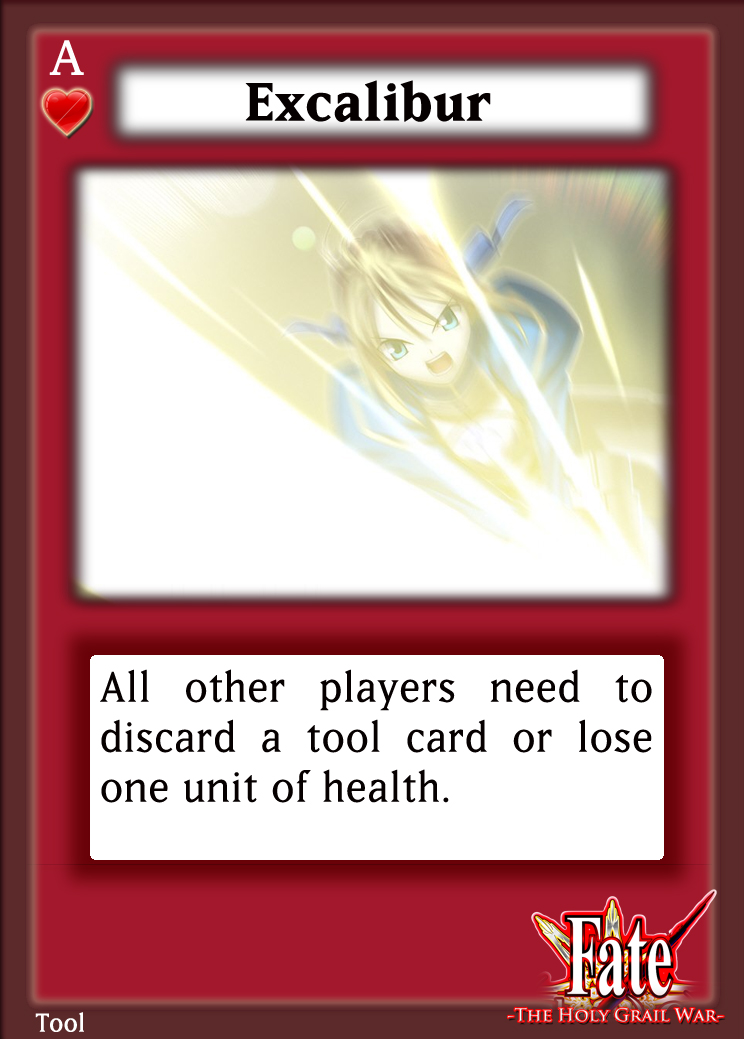 A
Excalibur
All other players need to
discard a tool card or lose
one unit of health.
Fate
-THE HOLY GRAIL WAR-
Tool